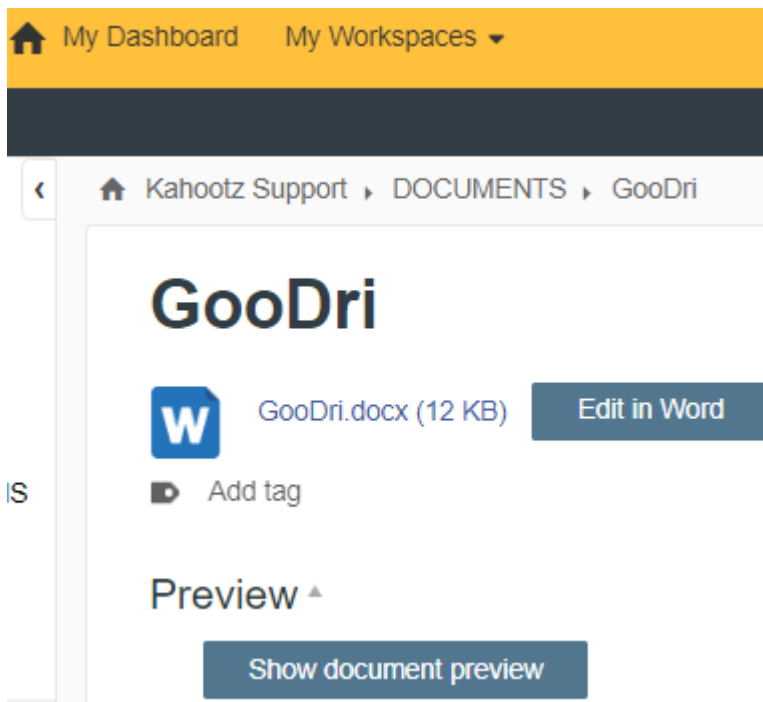 My Dashboard My Workspaces
Kahootz Support DOCUMENTS GooDri
GooDri
W GooDri.docx (12 KB) Edit in Word
Add tag
Preview
Show document preview